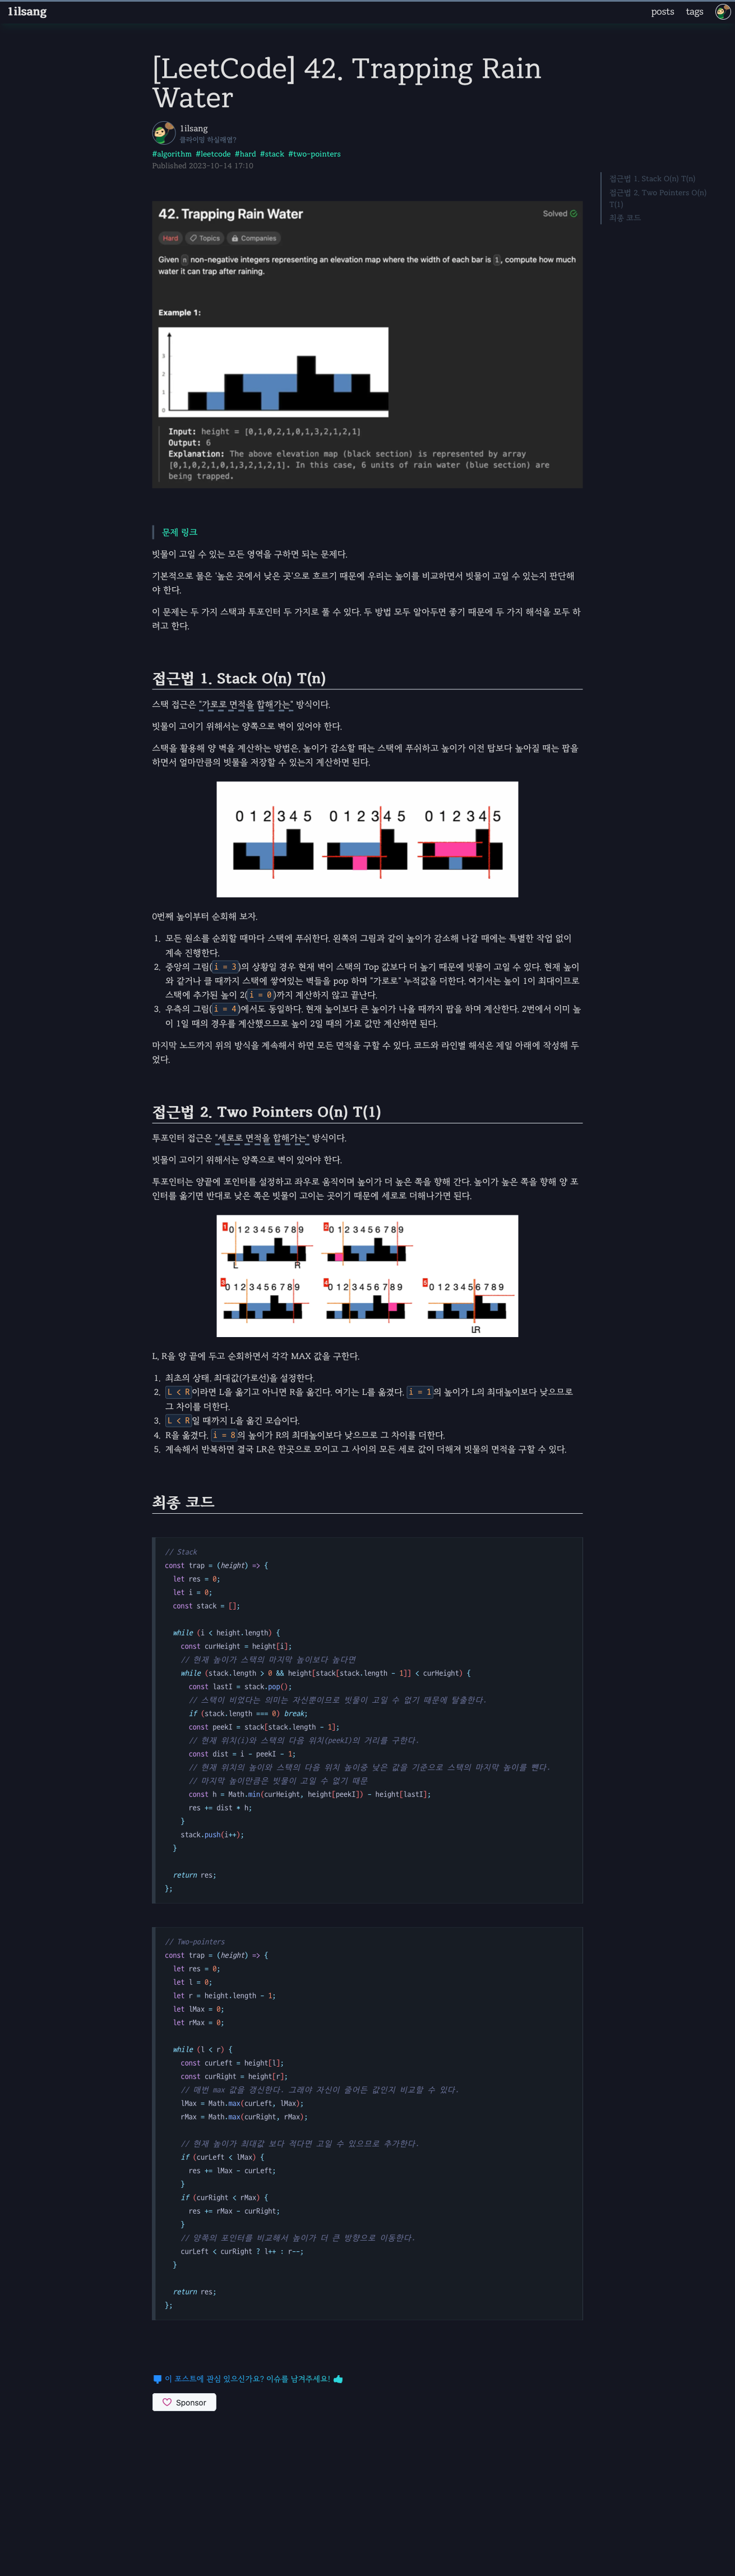 1ilsang
posts tags
[LeetCode] 42. Trapping Rain
Water
1ilsang
클라이밍 하실래염?
#algorithm #leetcode #hard #stack #two-pointers
Published 2023-10-14 17:10
접근법 1. Stack O(n) T(n)
접근법 2. Two Pointers O(n)
T(1)
최종 코드
42. Trapping Rain Water
Solved
Hard Topics Companies
Given n non-negative integers representing an elevation map where the width of each bar is 1, compute how much
water it can trap after raining.
Example 1:
3
2
1
0
Input: height = [0,1,0,2,1,0,1,3,2,1,2,1]
Output: 6
Explanation: The above elevation map (black section) is represented by array
[0,1,0,2,1,0,1,3,2,1,2,1]. In this case, 6 units of rain water (blue section) are
being trapped.
문제 링크
빗물이 고일 수 있는 모든 영역을 구하면 되는 문제다.
기본적으로 물은 '높은 곳에서 낮은 곳'으로 흐르기 때문에 우리는 높이를 비교하면서 빗물이 고일 수 있는지 판단해
야 한다.
이 문제는 두 가지 스택과 투포인터 두 가지로 풀 수 있다. 두 방법 모두 알아두면 좋기 때문에 두 가지 해석을 모두 하
려고 한다.
접근법 1. Stack O(n) T(n)
스택 접근은 "가로로 면적을 합해가는" 방식이다.
빗물이 고이기 위해서는 양쪽으로 벽이 있어야 한다.
스택을 활용해 양 벽을 계산하는 방법은, 높이가 감소할 때는 스택에 푸쉬하고 높이가 이전 탑보다 높아질 때는 팝을
하면서 얼마만큼의 빗물을 저장할 수 있는지 계산하면 된다.
0 1 2 3 4 5 0 1 2 3 4 5 0 1 2 3 4 5
0번째 높이부터 순회해 보자.
1. 모든 원소를 순회할 때마다 스택에 푸쉬한다. 왼쪽의 그림과 같이 높이가 감소해 나갈 때에는 특별한 작업 없이
계속 진행한다.
2. 중앙의 그림(i = 3)의 상황일 경우 현재 벽이 스택의 Top 값보다 더 높기 때문에 빗물이 고일 수 있다. 현재 높이
와 같거나 클 때까지 스택에 쌓여있는 벽들을 pop 하며 "가로로" 누적값을 더한다. 여기서는 높이 1이 최대이므로
스택에 추가된 높이 2(i = 0)까지 계산하지 않고 끝난다.
3. 우측의 그림(i = 4)에서도 동일하다. 현재 높이보다 큰 높이가 나올 때까지 팝을 하며 계산한다. 2번에서 이미 높
이 1일 때의 경우를 계산했으므로 높이 2일 때의 가로 값만 계산하면 된다.
마지막 노드까지 위의 방식을 계속해서 하면 모든 면적을 구할 수 있다. 코드와 라인별 해석은 제일 아래에 작성해 두
었다.
접근법 2. Two Pointers O(n) T(1)
투포인터 접근은 "세로로 면적을 합해가는" 방식이다.
빗물이 고이기 위해서는 양쪽으로 벽이 있어야 한다.
투포인터는 양끝에 포인터를 설정하고 좌우로 움직이며 높이가 더 높은 쪽을 향해 간다. 높이가 높은 쪽을 향해 양 포
인터를 옮기면 반대로 낮은 쪽은 빗물이 고이는 곳이기 때문에 세로로 더해나가면 된다.
1 0 1 2 3 4 5 6 7 8 9 2 0 1 2 3 4 5 6 7 8 9
L R
3 0 1 2 3 4 5 6 7 8 9 4 0 1 2 3 4 5 6 7 8 9 5 0 1 2 3 4 5 6 7 8 9
LR
L, R을 양 끝에 두고 순회하면서 각각 MAX 값을 구한다.
1. 최초의 상태. 최대값(가로선)을 설정한다.
2. L < R이라면 L을 옮기고 아니면 R을 옮긴다. 여기는 L를 옮겼다. i = 1의 높이가 L의 최대높이보다 낮으므로
그 차이를 더한다.
3. L < R일 때까지 L을 옮긴 모습이다.
4. R을 옮겼다. i = 8의 높이가 R의 최대높이보다 낮으므로 그 차이를 더한다.
5. 계속해서 반복하면 결국 LR은 한곳으로 모이고 그 사이의 모든 세로 값이 더해져 빗물의 면적을 구할 수 있다.
최종 코드
// Stack
const trap = (height) => {
let res = 0;
let i = 0;
const stack = [];
while (i < height.length) {
const curHeight = height[i];
// 현재 높이가 스택의 마지막 높이보다 높다면
while (stack.length > 0 && height[stack[stack.length - 1]] < curHeight) {
const lastI = stack.pop();
// 스택이 비었다는 의미는 자신뿐이므로 빗물이 고일 수 없기 때문에 탈출한다.
if (stack.length === 0) break;
const peekI = stack[stack.length - 1];
// 현재 위치(i)와 스택의 다음 위치(peekI)의 거리를 구한다.
const dist = i - peekI - 1;
// 현재 위치의 높이와 스택의 다음 위치 높이중 낮은 값을 기준으로 스택의 마지막 높이를 뺀다.
// 마지막 높이만큼은 빗물이 고일 수 없기 때문
const h = Math.min(curHeight, height[peekI]) - height[lastI];
res += dist * h;
}
stack.push(i++);
}
return res;
};
// Two-pointers
const trap = (height) => {
let res = 0;
let l = 0;
let r = height.length - 1;
let lMax = 0;
let rMax = 0;
while (l < r) {
const curLeft = height[l];
const curRight = height[r];
// 매번 max 값을 갱신한다. 그래야 자신이 줄어든 값인지 비교할 수 있다.
lMax = Math.max(curLeft, lMax);
rMax = Math.max(curRight, rMax);
// 현재 높이가 최대값 보다 적다면 고일 수 있으므로 추가한다.
if (curLeft < lMax) {
res += lMax - curLeft;
}
if (curRight < rMax) {
res += rMax - curRight;
}
// 양쪽의 포인터를 비교해서 높이가 더 큰 방향으로 이동한다.
curLeft < curRight ? l++ : r--;
}
return res;
};
이 포스트에 관심 있으신가요? 이슈를 남겨주세요!
Sponsor